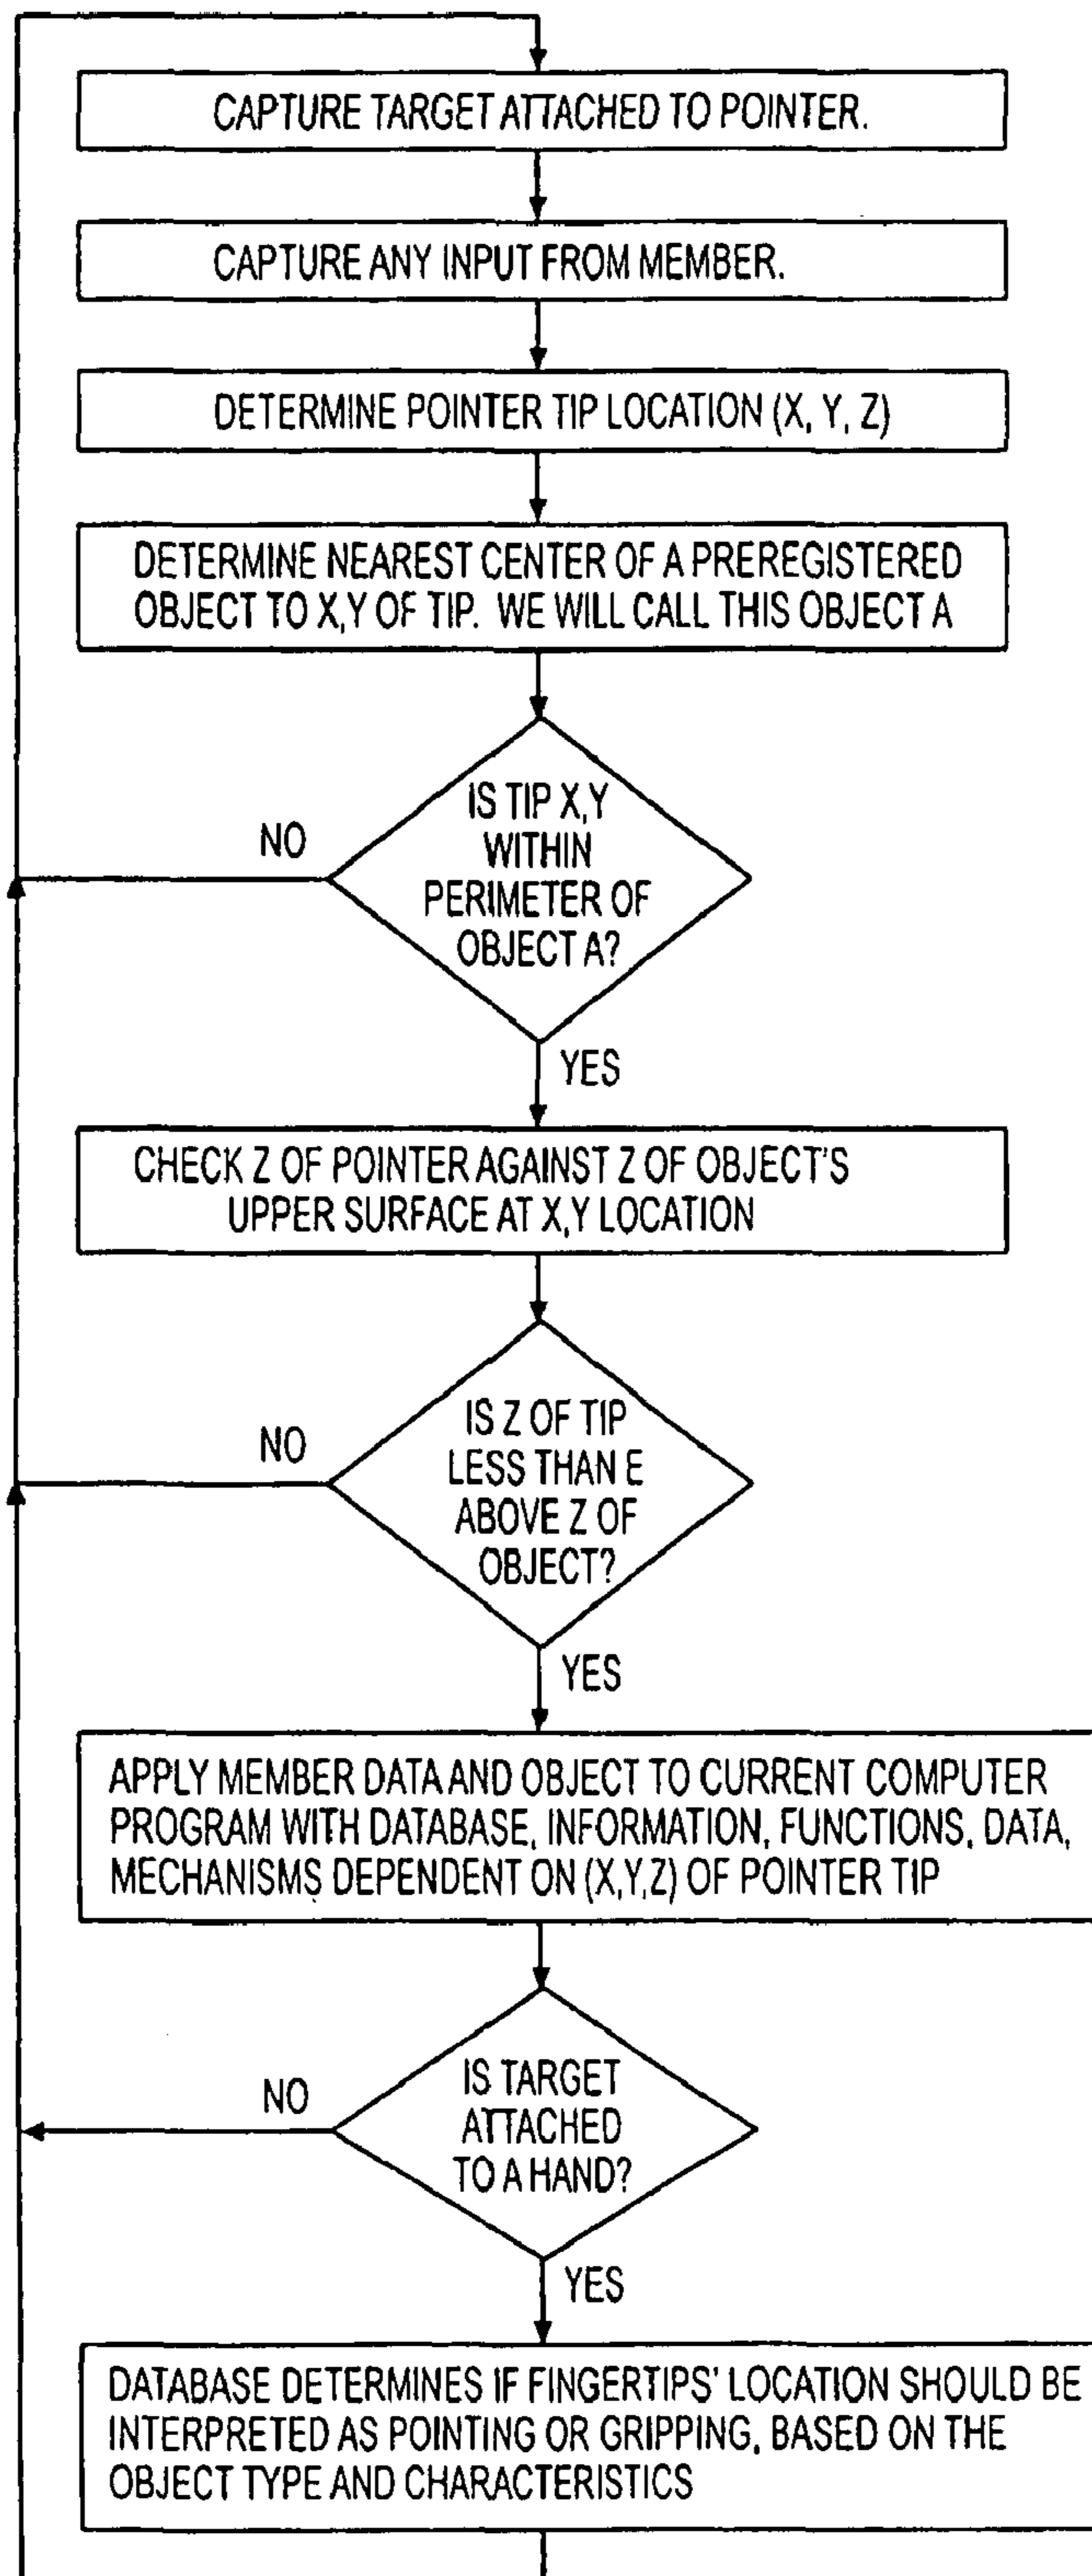 CAPTURE TARGET ATTACHED TO POINTER.
CAPTURE ANY INPUT FROM MEMBER.
DETERMINE POINTER TIP LOCATION (X, Y, Z)
DETERMINE NEAREST CENTER OF A PREREGISTERED
OBJECT TO X,Y OF TIP. WE WILL CALL THIS OBJECT A
IS TIP X,Y
WITHIN
PERIMETER OF
OBJECT A?
NO
YES
CHECK Z OF POINTER AGAINST Z OF OBJECT'S
UPPER SURFACE AT X,Y LOCATION
IS Z OF TIP
LESS THAN E
ABOVE Z OF
OBJECT?
NO
YES
APPLY MEMBER DATA AND OBJECT TO CURRENT COMPUTER
PROGRAM WITH DATABASE, INFORMATION, FUNCTIONS, DATA,
MECHANISMS DEPENDENT ON (X,Y,Z) OF POINTER TIP
IS TARGET
ATTACHED
TO A HAND?
NO
YES
DATABASE DETERMINES IF FINGERTIPS' LOCATION SHOULD BE
INTERPRETED AS POINTING OR GRIPPING, BASED ON THE
OBJECT TYPE AND CHARACTERISTICS